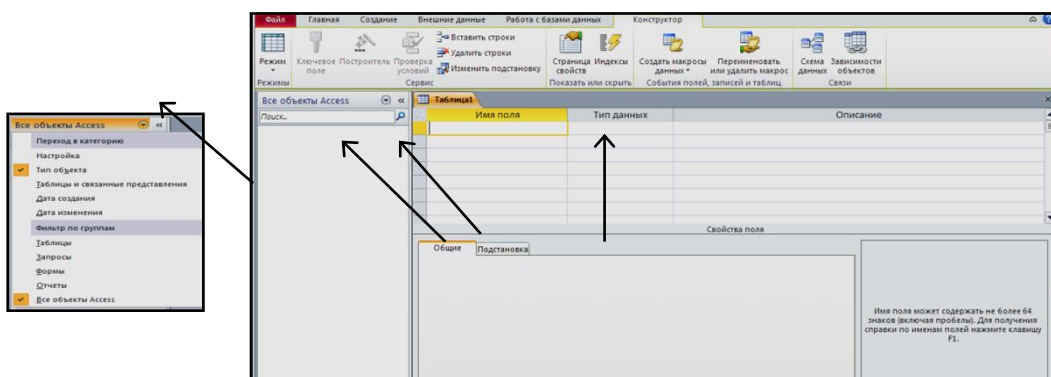 Файл Главная Создание Внешние данные Работа с базами данных Конструктор
Режим
Режимы
Ключевое поле
Построитель
Проверка условий
Вставить строки
Удалить строки
Изменить подстановку
Сервис
Страница свойств
Индексы
Показать или скрыть
Создать макросы данных
Переименовать или удалить макрос
События полей, записей и таблиц
Схема данных
Зависимости объектов
Связи
Все объекты Access «
Поиск...
Таблица1
Имя поля Тип данных Описание
Свойства поля
Общие Подстановка
Имя поля может содержать не более 64
знаков (включая пробелы). Для получения
справки по именам полей нажмите клавишу
F1.
Все объекты Access «
Переход в категорию
Настройка
Тип объекта
Таблицы и связанные представления
Дата создания
Дата изменения
Фильтр по группам
Таблицы
Запросы
Формы
Отчеты
Все объекты Access